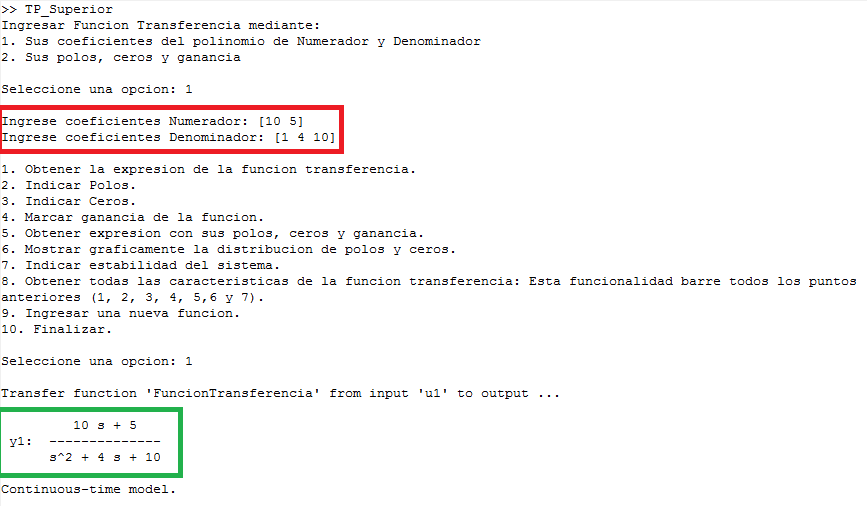 >> TP_Superior
Ingresar Funcion Transferencia mediante:
1. Sus coeficientes del polinomio de Numerador y Denominador
2. Sus polos, ceros y ganancia
Seleccione una opcion: 1
Ingrese coeficientes Numerador: [10 5]
Ingrese coeficientes Denominador: [1 4 10]
1. Obtener la expresion de la funcion transferencia.
2. Indicar Polos.
3. Indicar Ceros.
4. Marcar ganancia de la funcion.
5. Obtener expresion con sus polos, ceros y ganancia.
6. Mostrar graficamente la distribucion de polos y ceros.
7. Indicar estabilidad del sistema.
8. Obtener todas las caracteristicas de la funcion transferencia: Esta funcionalidad barre todos los puntos
anteriores (1, 2, 3, 4, 5,6 y 7).
9. Ingresar una nueva funcion.
10. Finalizar.
Seleccione una opcion: 1
Transfer function 'FuncionTransferencia' from input 'u1' to output ...
10 s + 5
y1: --------------
s^2 + 4 s + 10
Continuous-time model.